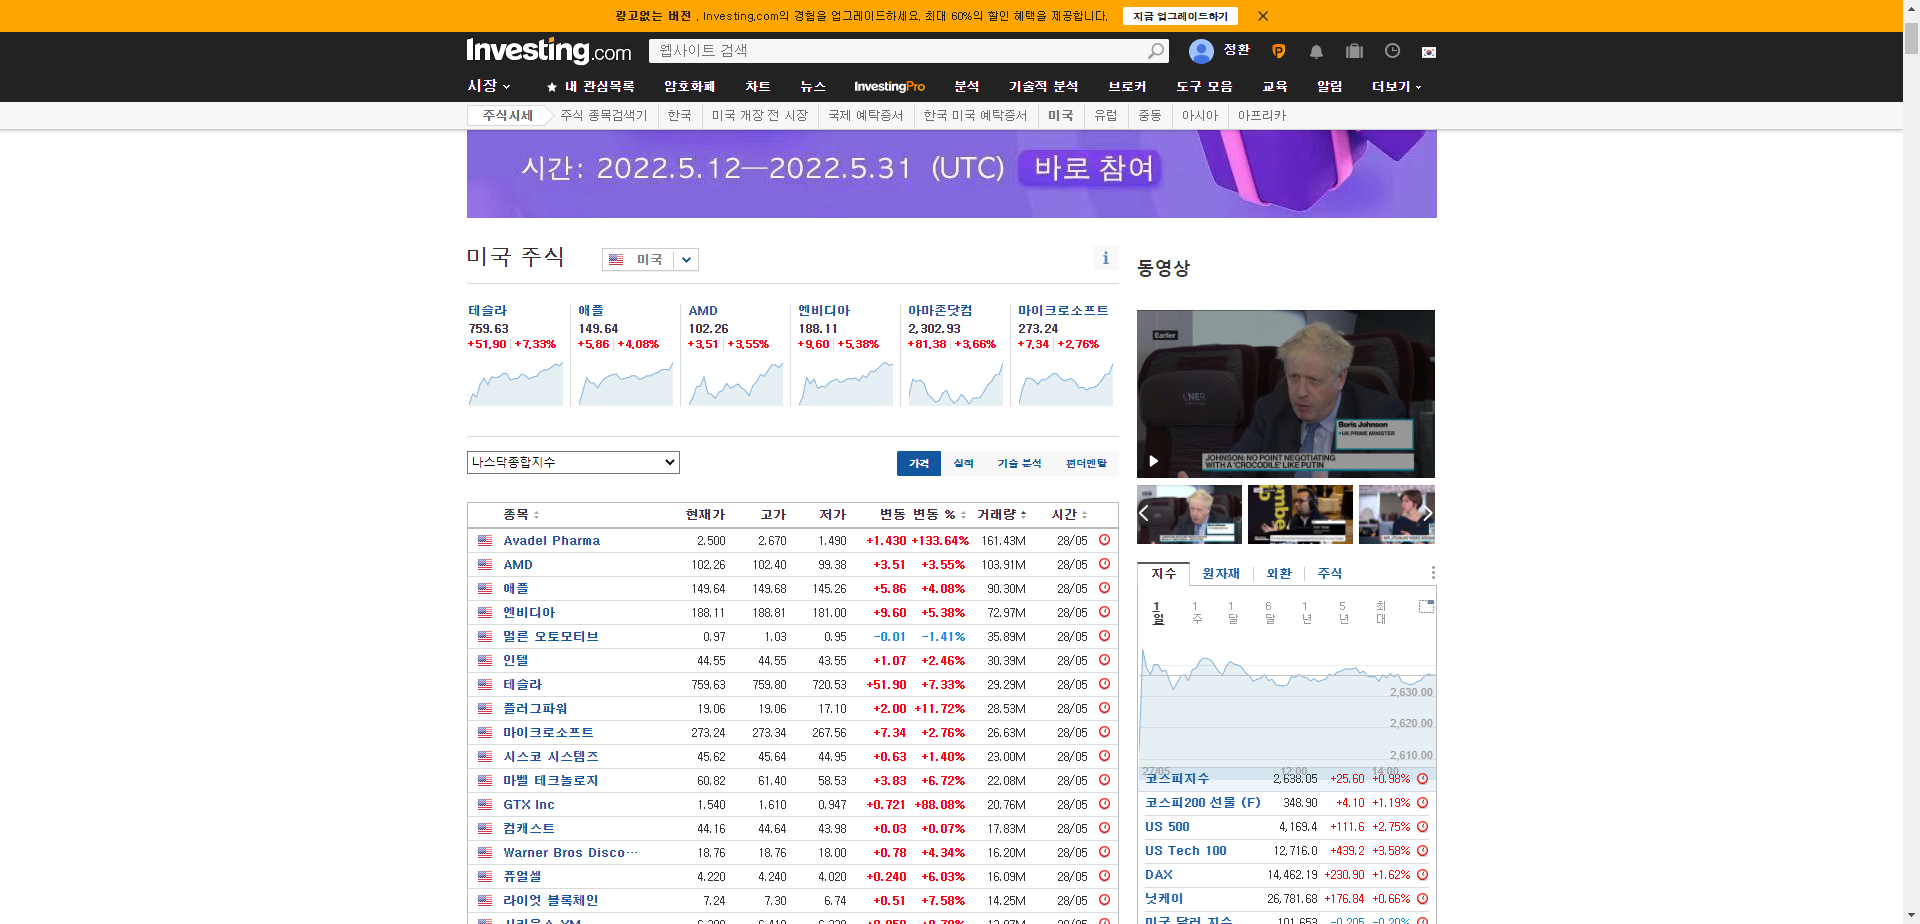 광고없는 버전 . Investing.com의 경험을 업그레이드하세요. 최대 60%의 할인 혜택을 제공합니다. 지금 업그레이드하기
Investing.com 웹사이트 검색 정환
시장 내 관심목록 암호화폐 차트 뉴스 InvestingPro 분석 기술적 분석 브로커 도구 모음 교육 알림 더보기
주식시세 주식 종목검색기 한국 미국 개장 전 시장 국제 예탁증서 한국 미국 예탁증서 미국 유럽 중동 아시아 아프리카
시간: 2022.5.12—2022.5.31 (UTC) 바로 참여
미국 주식 미국
테슬라 애플 AMD 엔비디아 아마존닷컴 마이크로소프트
759.63 149.64 102.26 188.11 2,302.93 273.24
+51.90 +7.33% +5.86 +4.08% +3.51 +3.55% +9.60 +5.38% +81.38 +3.66% +7.34 +2.76%
나스닥종합지수 가격 실적 기술 분석 펀더멘탈
종목 현재가 고가 저가 변동 변동 % 거래량 시간
Avadel Pharma 2.500 2.670 1.490 +1.430 +133.64% 161.43M 28/05
AMD 102.26 102.40 99.38 +3.51 +3.55% 103.91M 28/05
애플 149.64 149.68 145.26 +5.86 +4.08% 90.30M 28/05
엔비디아 188.11 188.81 181.00 +9.60 +5.38% 72.97M 28/05
멀른 오토모티브 0.97 1.03 0.95 -0.01 -1.41% 35.89M 28/05
인텔 44.55 44.55 43.55 +1.07 +2.46% 30.39M 28/05
테슬라 759.63 759.80 720.53 +51.90 +7.33% 29.29M 28/05
플러그파워 19.06 19.06 17.10 +2.00 +11.72% 28.53M 28/05
마이크로소프트 273.24 273.34 267.56 +7.34 +2.76% 26.63M 28/05
시스코 시스템즈 45.62 45.64 44.95 +0.63 +1.40% 23.00M 28/05
마벨 테크놀로지 60.82 61.40 58.53 +3.83 +6.72% 22.08M 28/05
GTX Inc 1.540 1.610 0.947 +0.721 +88.08% 20.76M 28/05
컴캐스트 44.16 44.64 43.98 +0.03 +0.07% 17.83M 28/05
Warner Bros Disco… 18.76 18.76 18.00 +0.78 +4.34% 16.20M 28/05
퓨얼셀 4.220 4.240 4.020 +0.240 +6.03% 16.09M 28/05
라이엇 블록체인 7.24 7.30 6.74 +0.51 +7.58% 14.25M 28/05
동영상
Earlier
LNER
Boris Johnson
UK PRIME MINISTER
JOHNSON: NO POINT NEGOTIATING
WITH A 'CROCODILE' LIKE PUTIN
지수 원자재 외환 주식
1일 1주 1달 6달 1년 5년 최대
2,630.00
2,620.00
2,610.00
27/05 12:00 14:00
코스피지수 2,638.05 +25.60 +0.98%
코스피200 선물 (F) 348.90 +4.10 +1.19%
US 500 4,169.4 +111.6 +2.75%
US Tech 100 12,716.0 +439.2 +3.58%
DAX 14,462.19 +230.90 +1.62%
닛케이 26,781.68 +176.84 +0.66%
미국 달러 지수 101.653 -0.205 -0.20%